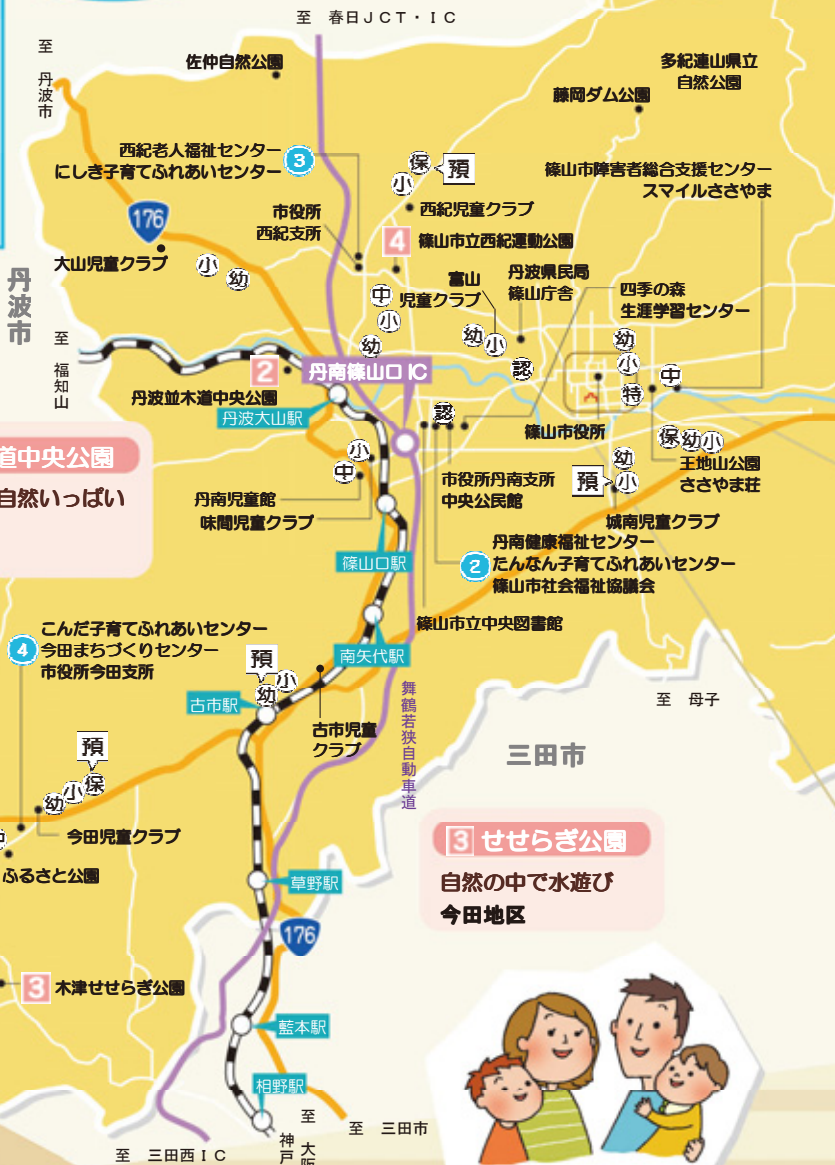 至 春日JCT・IC
至 丹波市
佐仲自然公園
多紀連山県立
自然公園
藤岡ダム公園
西紀老人福祉センター
にしき子育てふれあいセンター
3
保
預
小
篠山市障害者総合支援センター
スマイルささやま
176
市役所
西紀支所
西紀児童クラブ
4
篠山市立西紀運動公園
大山児童クラブ
小
幼
丹波市
富山
児童クラブ
丹波県民局
篠山庁舎
四季の森
生涯学習センター
中
小
幼
幼
小
認
幼
小
特
中
至 福知山
2
丹南篠山口IC
丹波並木道中央公園
丹波大山駅
認
篠山市役所
保
幼
小
王地山公園
ささやま荘
道中央公園
自然いっぱい
小
中
市役所丹南支所
中央公民館
幼
預
小
丹南児童館
味間児童クラブ
城南児童クラブ
篠山口駅
2
丹南健康福祉センター
たんなん子育てふれあいセンター
篠山市社会福祉協議会
篠山市立中央図書館
4
こんだ子育てふれあいセンター
今田まちづくりセンター
市役所今田支所
南矢代駅
預
小
幼
古市駅
古市児童
クラブ
舞鶴若狭自動車道
至 母子
三田市
預
幼
小
保
今田児童クラブ
ふるさと公園
3 せせらぎ公園
自然の中で水遊び
今田地区
草野駅
176
3
木津せせらぎ公園
藍本駅
相野駅
至 三田西IC
至
神戸
大阪
至 三田市